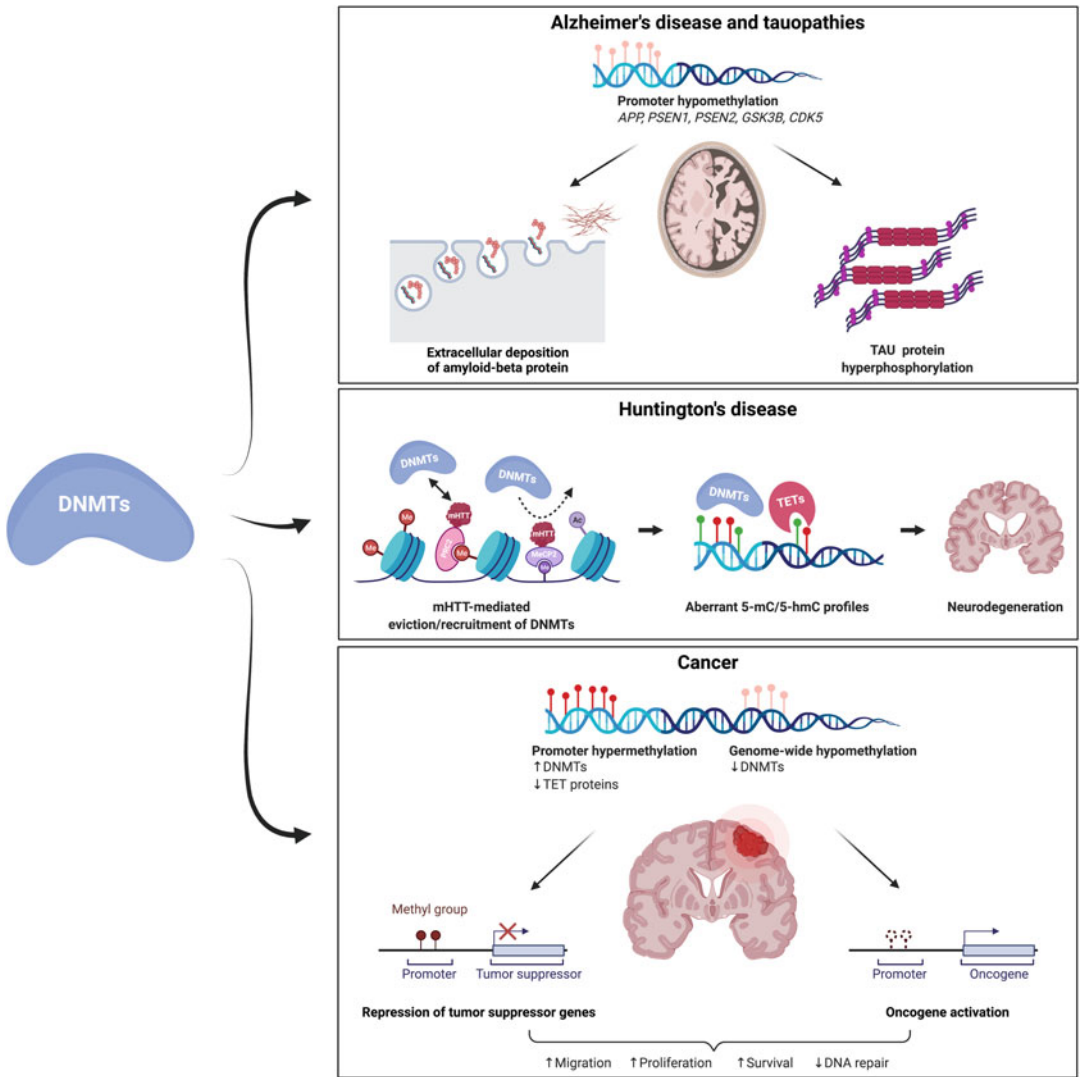 Alzheimer's disease and tauopathies
Promoter hypomethylation
APP, PSEN1, PSEN2, GSK3B, CDK5
Extracellular deposition
of amyloid-beta protein
TAU protein
hyperphosphorylation
DNMTs
Huntington's disease
DNMTs
DNMTs
mHTT
mHTT
Me
Me
Me
Me
MeCP2
Ac
DNMTs
TETs
mHTT-mediated
eviction/recruitment of DNMTs
Aberrant 5-mC/5-hmC profiles
Neurodegeneration
Cancer
Promoter hypermethylation
↑DNMTs
↓TET proteins
Genome-wide hypomethylation
↓DNMTs
Methyl group
Promoter
Tumor suppressor
Promoter
Oncogene
Repression of tumor suppressor genes
Oncogene activation
↑Migration ↑Proliferation ↑Survival ↓DNA repair